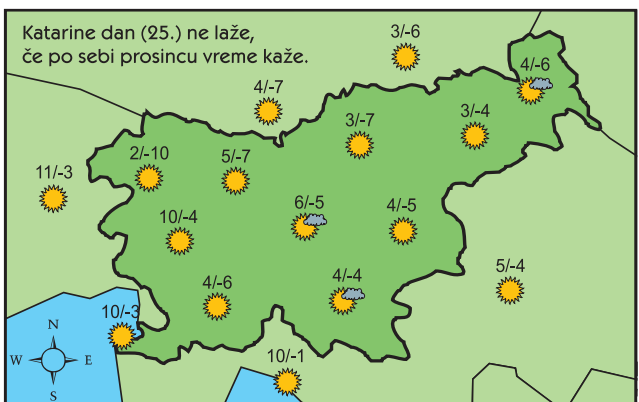 Katarine dan (25.) ne laže,
če po sebi prosincu vreme kaže.
3/-6
4/-6
4/-7
3/-7
3/-4
2/-10
5/-7
11/-3
6/-5
4/-5
10/-4
5/-4
4/-6
4/-4
10/-3
N
W
E
S
10/-1